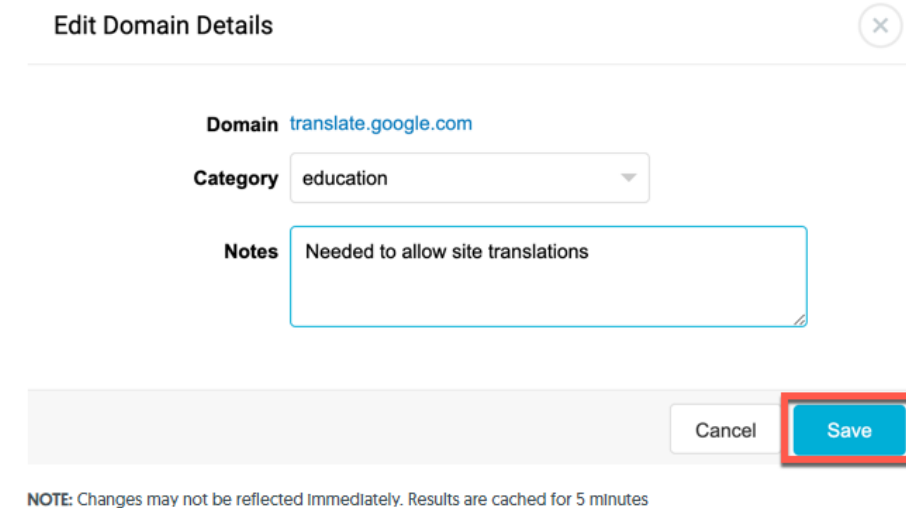 Edit Domain Details
Domain translate.google.com
Category education
Notes Needed to allow site translations
Cancel Save
NOTE: Changes may not be reflected immediately. Results are cached for 5 minutes